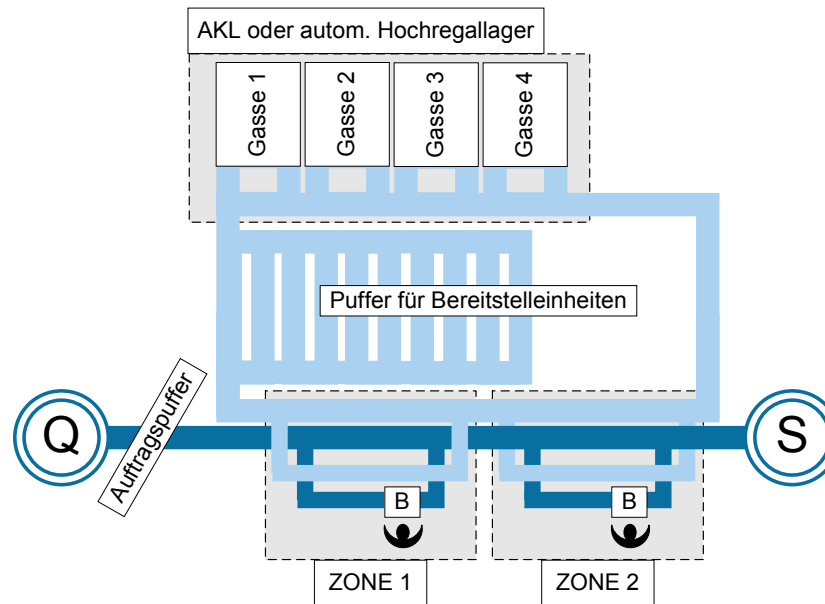 AKL oder autom. Hochregallager
Gasse 1
Gasse 2
Gasse 3
Gasse 4
Puffer für Bereitstelleinheiten
Auftragspuffer
Q
S
B
B
ZONE 1
ZONE 2